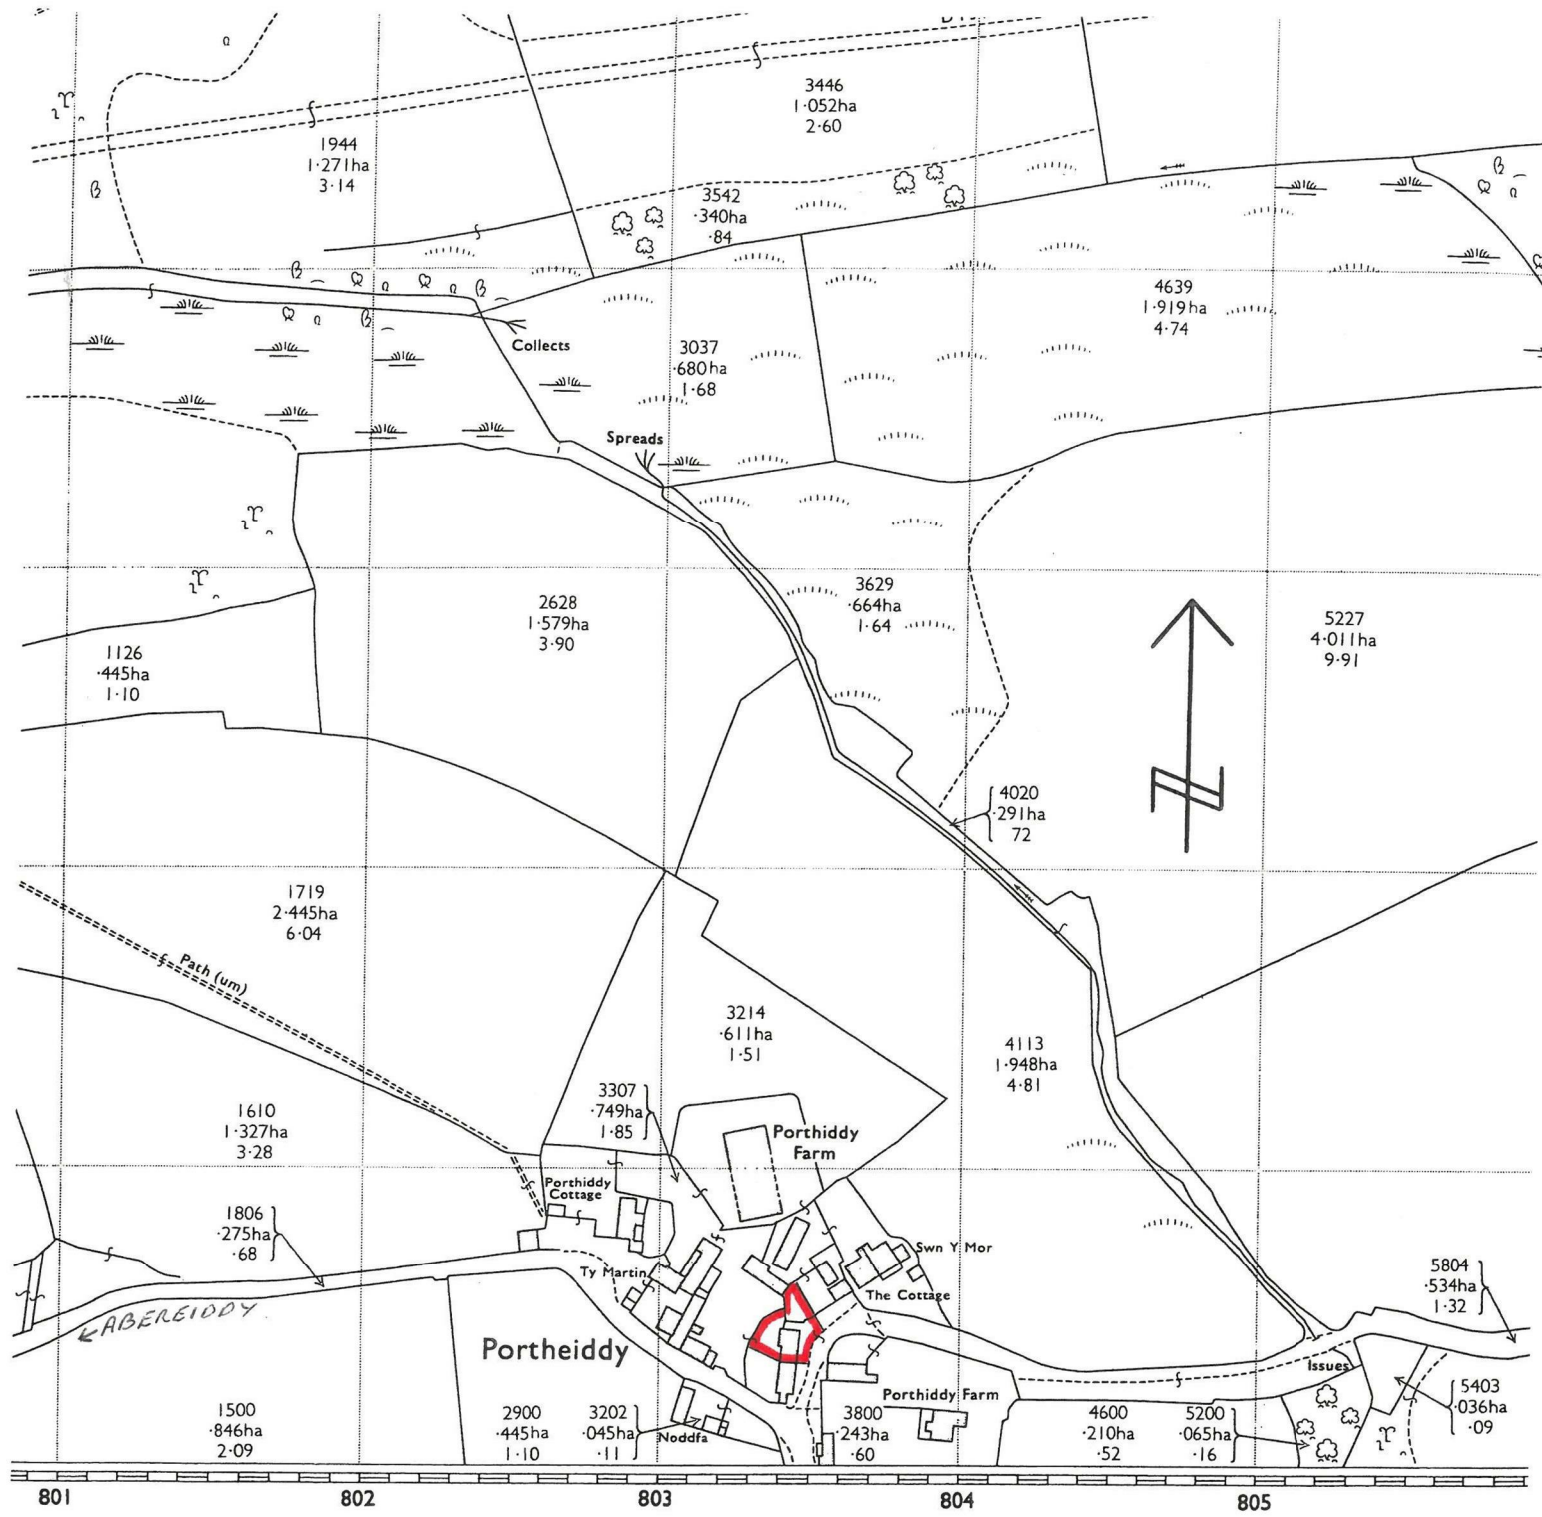 3446
1·052ha
2·60
1944
1·271ha
3·14
3542
·340ha
·84
4639
1·919ha
4·74
Collects
3037
·680ha
1·68
Spreads
3629
·664ha
1·64
2628
1·579ha
3·90
5227
4·011ha
9·91
1126
·445ha
1·10
4020
·291ha
72
1719
2·445ha
6·04
Path (um)
3214
·611ha
1·51
4113
1·948ha
4·81
3307
·749ha
1·85
1610
1·327ha
3·28
Porthiddy
Farm
Porthiddy
Cottage
1806
·275ha
·68
Swn Y Mor
Ty Martin
The Cottage
5804
·534ha
1·32
ABEREIDDY
Portheiddy
Issues
Porthiddy Farm
5403
·036ha
·09
1500
·846ha
2·09
2900
·445ha
1·10
3202
·045ha
·11
Noddfa
3800
·243ha
·60
4600
·210ha
·52
5200
·065ha
·16
801 802 803 804 805